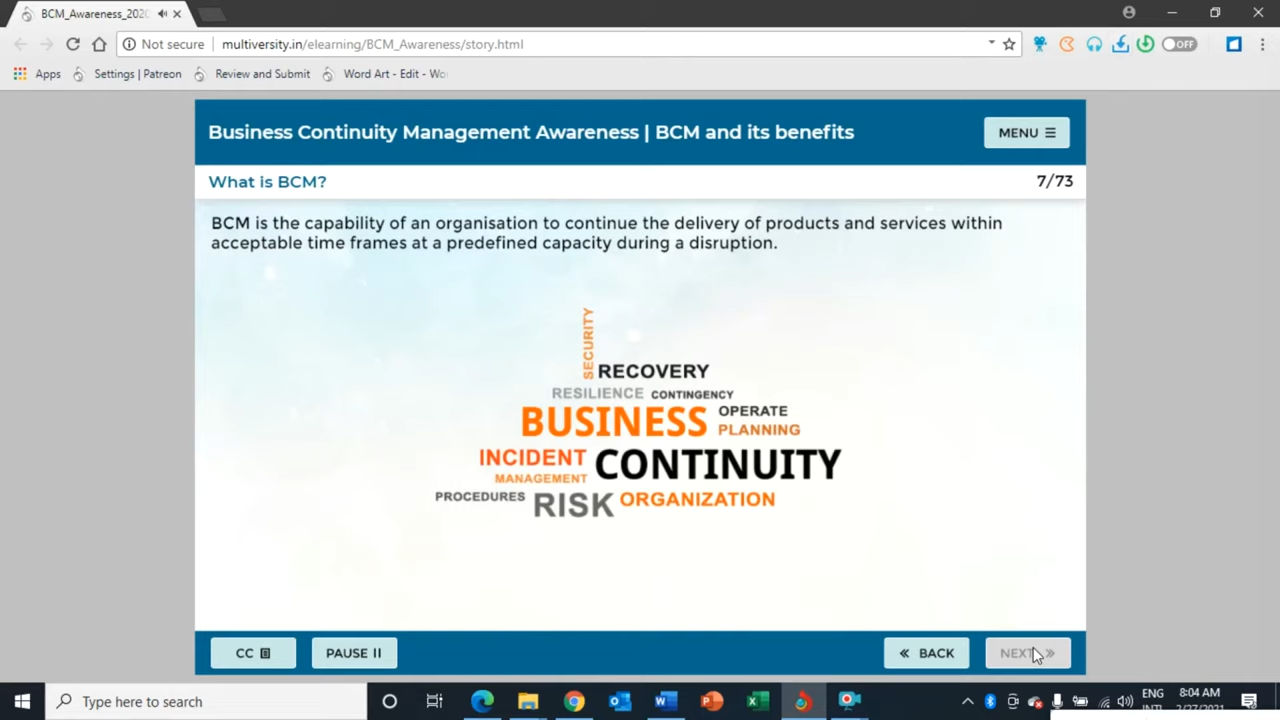 BCM_Awareness_2020
Not secure
multiversity.in/elearning/BCM_Awareness/story.html
OFF
Apps
Settings | Patreon
Review and Submit
Word Art - Edit - Wo
Business Continuity Management Awareness | BCM and its benefits
MENU
What is BCM?
7/73
BCM is the capability of an organisation to continue the delivery of products and services within
acceptable time frames at a predefined capacity during a disruption.
SECURITY
RECOVERY
RESILIENCE CONTINGENCY
BUSINESS
OPERATE
PLANNING
INCIDENT
CONTINUITY
MANAGEMENT
PROCEDURES
RISK
ORGANIZATION
CC
PAUSE
BACK
NEXT
Type here to search
ENG
8:04 AM